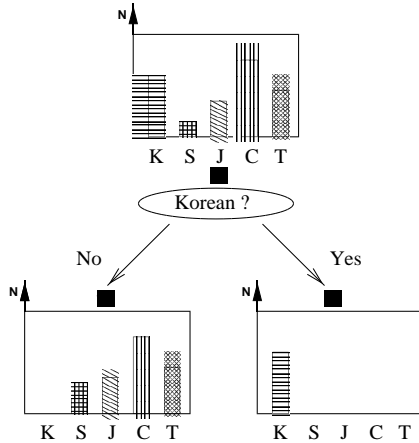 N
K S J C T
Korean ?
No Yes
N N
K S J C T K S J C T